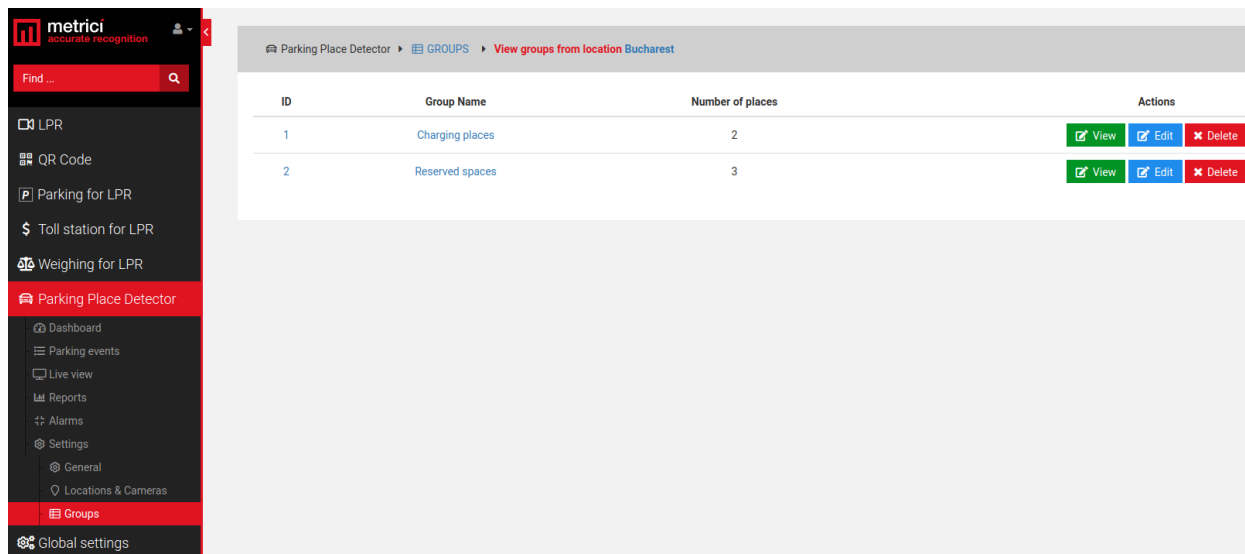 metrici
accurate recognition
Find ...
LPR
QR Code
Parking for LPR
Toll station for LPR
Weighing for LPR
Parking Place Detector
Dashboard
Parking events
Live view
Reports
Alarms
Settings
General
Locations & Cameras
Groups
Global settings
Parking Place Detector GROUPS View groups from location Bucharest
ID Group Name Number of places Actions
1 Charging places 2 View Edit Delete
2 Reserved spaces 3 View Edit Delete